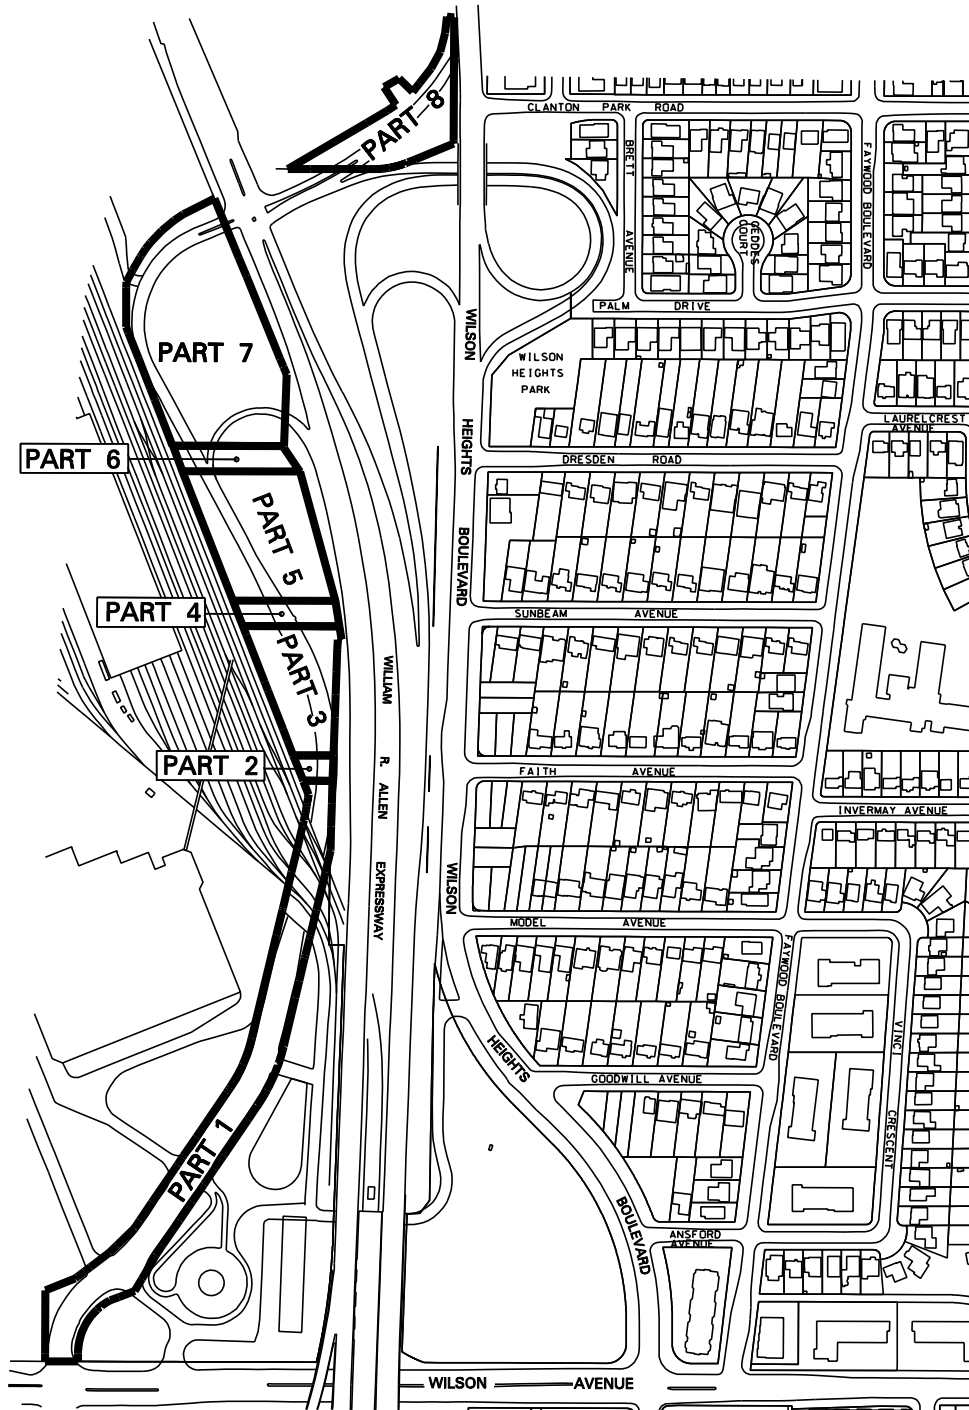 PART 8
CLANTON PARK ROAD
BRETT AVENUE
FAYWOOD BOULEVARD
GEDDES
COURT
PALM DRIVE
WILSON HEIGHTS BOULEVARD
PART 7
WILSON
HEIGHTS
PARK
LAURELCREST
AVENUE
PART 6
DRESDEN ROAD
PART 5
PART 4
SUNBEAM AVENUE
PART 3
WILLIAM R. ALLEN EXPRESSWAY
PART 2
FAITH AVENUE
INVERMAY AVENUE
WILSON HEIGHTS BOULEVARD
MODEL AVENUE
FAYWOOD BOULEVARD
VINCI CRESCENT
GOODWILL AVENUE
PART 1
ANSFORD
AVENUE
WILSON AVENUE